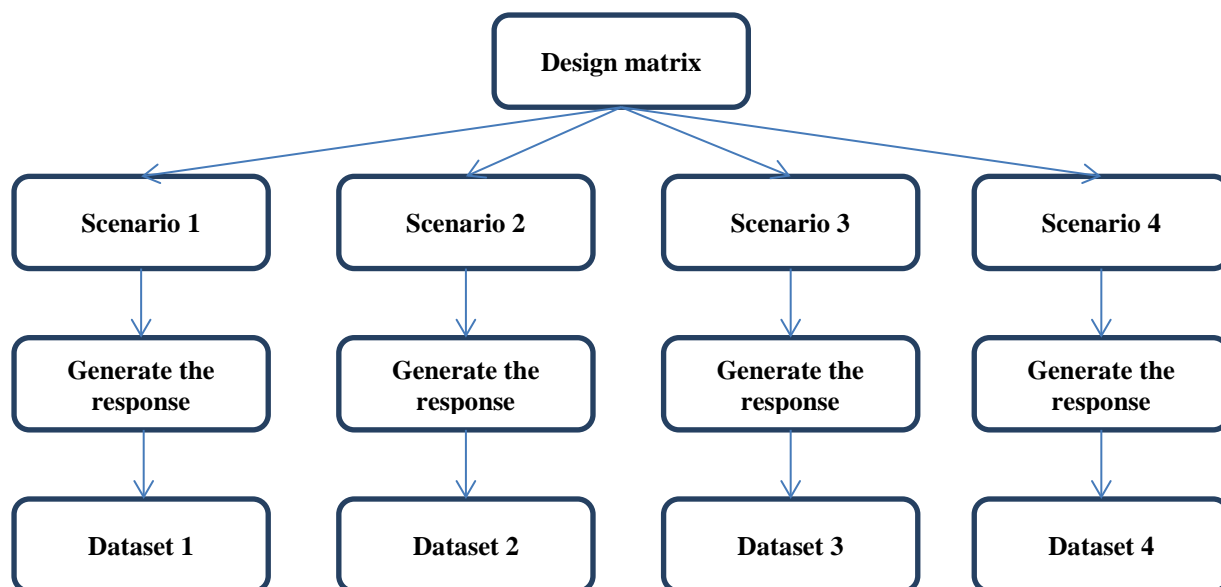 Design matrix
Scenario 1
Scenario 2
Scenario 3
Scenario 4
Generate the
response
Generate the
response
Generate the
response
Generate the
response
Dataset 1
Dataset 2
Dataset 3
Dataset 4